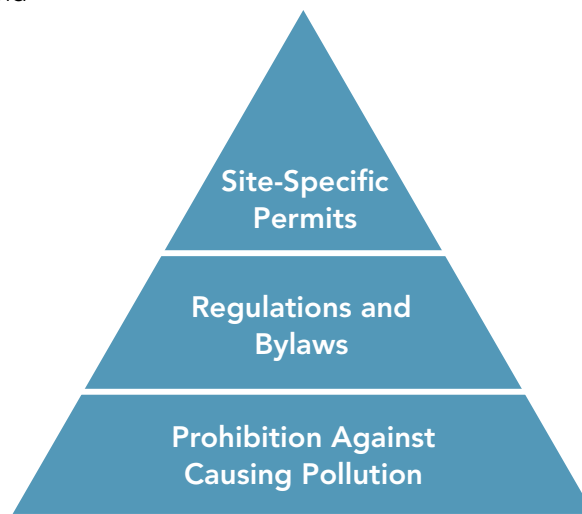 Site-Specific
Permits
Regulations and
Bylaws
Prohibition Against
Causing Pollution